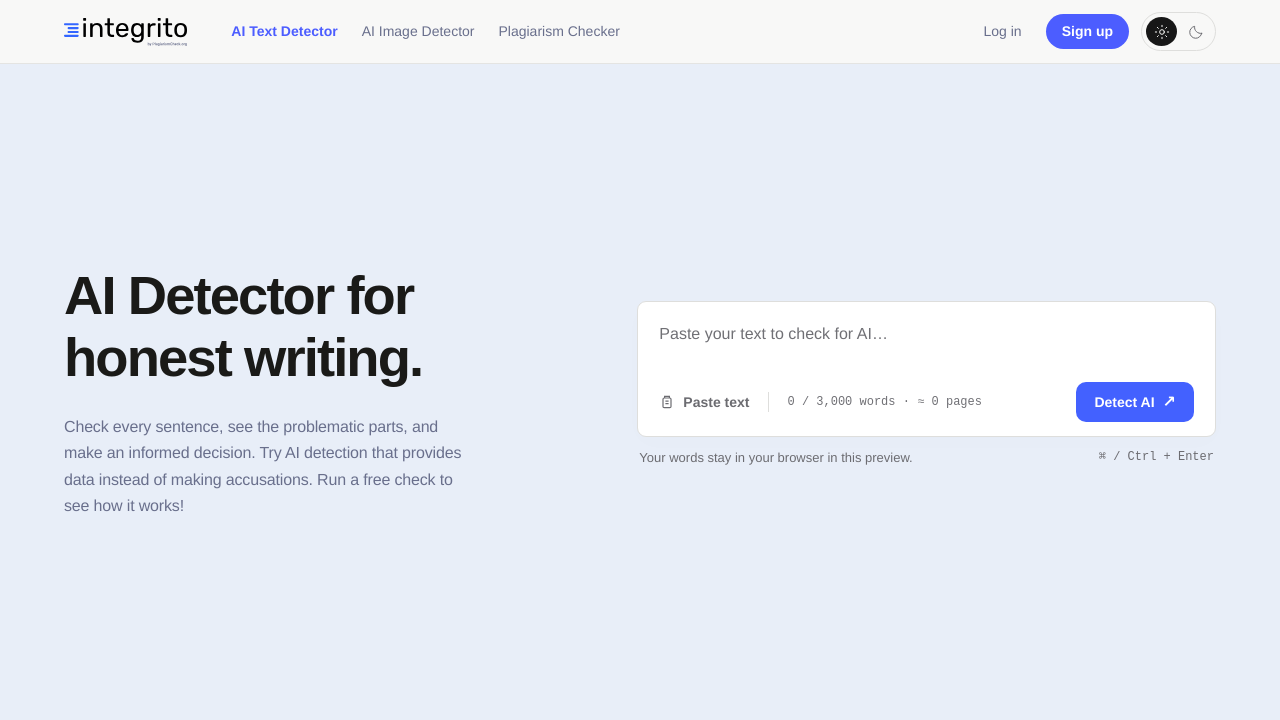 integrito
by PlagiarismCheck.org
AI Text Detector
AI Image Detector
Plagiarism Checker
Log in
Sign up
AI Detector for
honest writing.
Check every sentence, see the problematic parts, and
make an informed decision. Try AI detection that provides
data instead of making accusations. Run a free check to
see how it works!
Paste your text to check for AI…
Paste text
0 / 3,000 words · ≈ 0 pages
Detect AI ↗
Your words stay in your browser in this preview.
⌘ / Ctrl + Enter